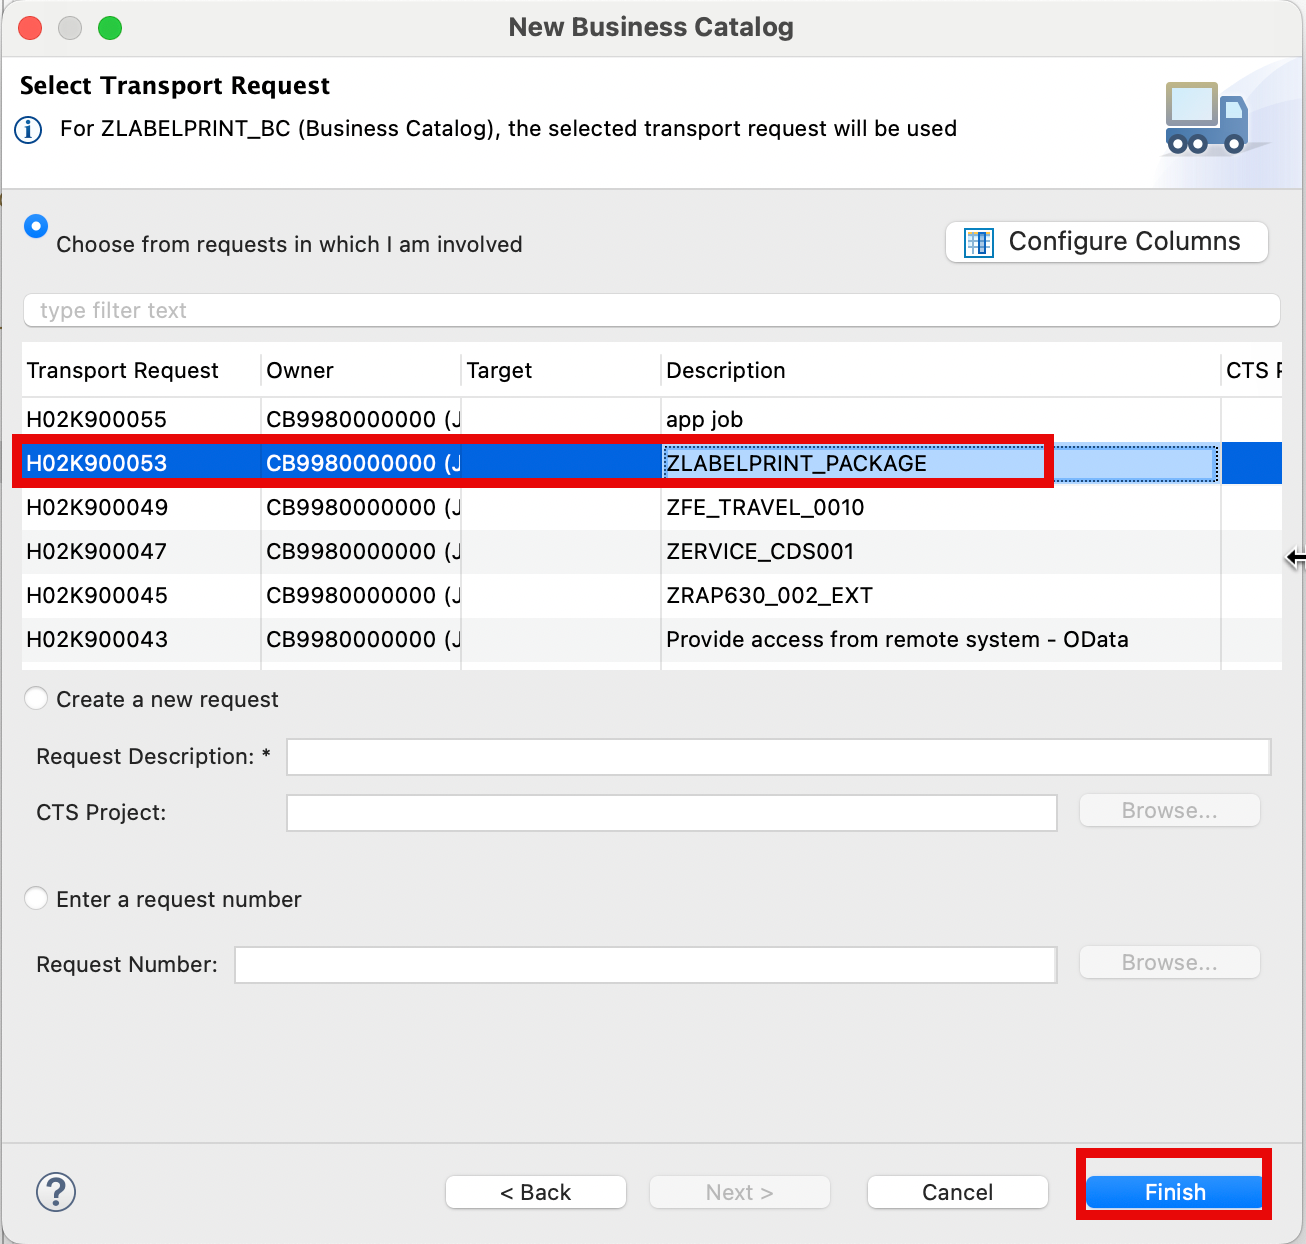 New Business Catalog
Select Transport Request
For ZLABELPRINT_BC (Business Catalog), the selected transport request will be used
Choose from requests in which I am involved
Configure Columns
type filter text
Transport Request Owner Target Description CTS
H02K900055 CB9980000000 (J app job
H02K900053 CB9980000000 (J ZLABELPRINT_PACKAGE
H02K900049 CB9980000000 (J ZFE_TRAVEL_0010
H02K900047 CB9980000000 (J ZERVICE_CDS001
H02K900045 CB9980000000 (J ZRAP630_002_EXT
H02K900043 CB9980000000 (J Provide access from remote system - OData
Create a new request
Request Description: *
CTS Project: Browse...
Enter a request number
Request Number: Browse...
? < Back Next > Cancel Finish